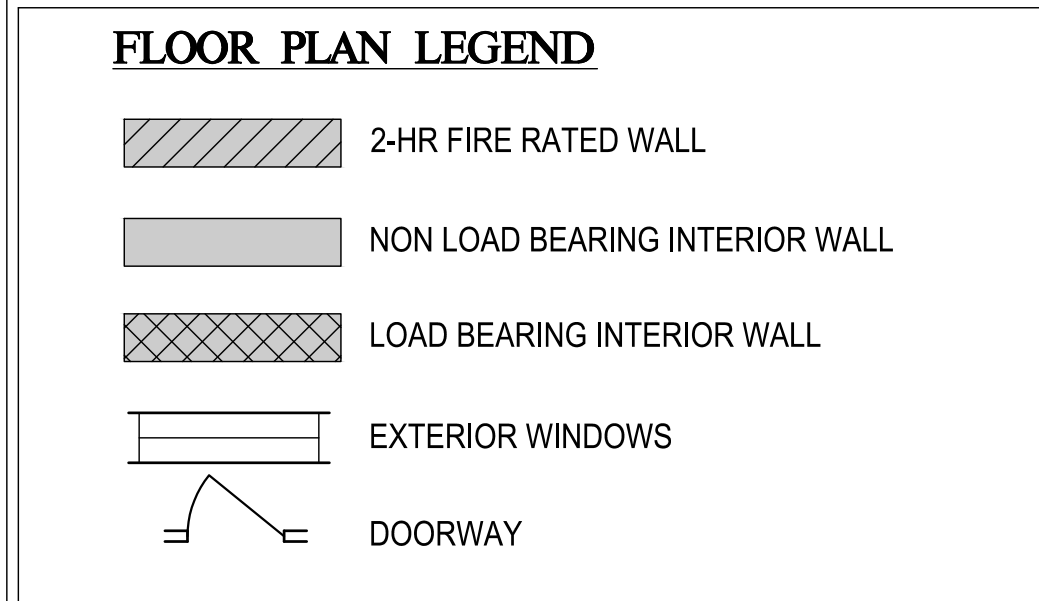 FLOOR PLAN LEGEND
2-HR FIRE RATED WALL
NON LOAD BEARING INTERIOR WALL
LOAD BEARING INTERIOR WALL
EXTERIOR WINDOWS
DOORWAY